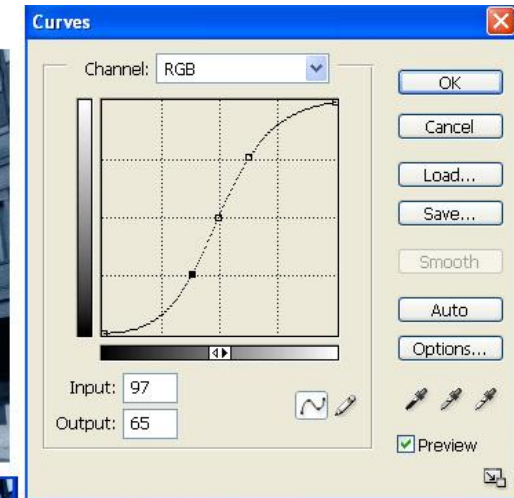 Curves
Channel: RGB
OK
Cancel
Load...
Save...
Smooth
Auto
Options...
Input: 97
Output: 65
Preview